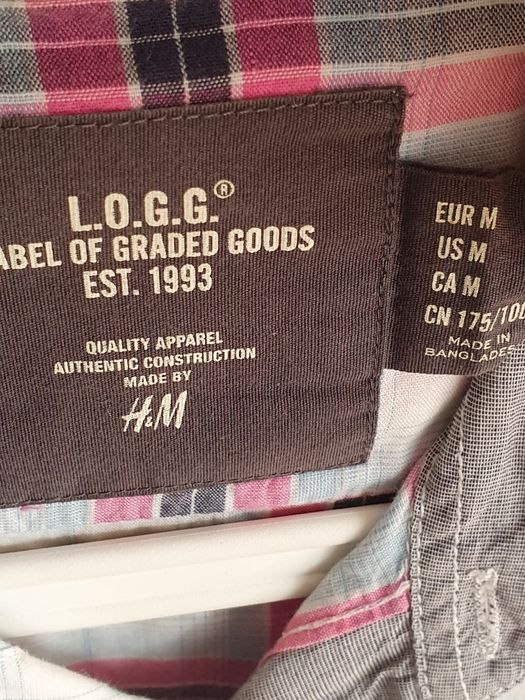 L.O.G.G.®
ABEL OF GRADED GOODS
EST. 1993
QUALITY APPAREL
AUTHENTIC CONSTRUCTION
MADE BY
H&M
EUR M
US M
CA M
CN 175/100
MADE IN
BANGLADES